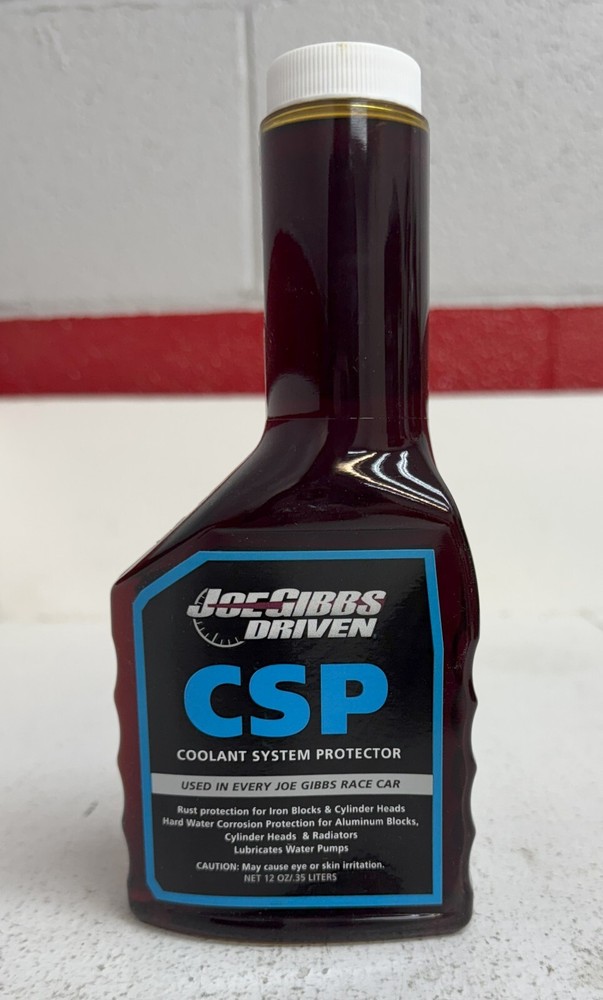 JOE GIBBS
DRIVEN
CSP
COOLANT SYSTEM PROTECTOR
USED IN EVERY JOE GIBBS RACE CAR
Rust protection for Iron Blocks & Cylinder Heads
Hard Water Corrosion Protection for Aluminum Blocks,
Cylinder Heads & Radiators
Lubricates Water Pumps
CAUTION: May cause eye or skin irritation.
NET 12 OZ/.35 LITERS